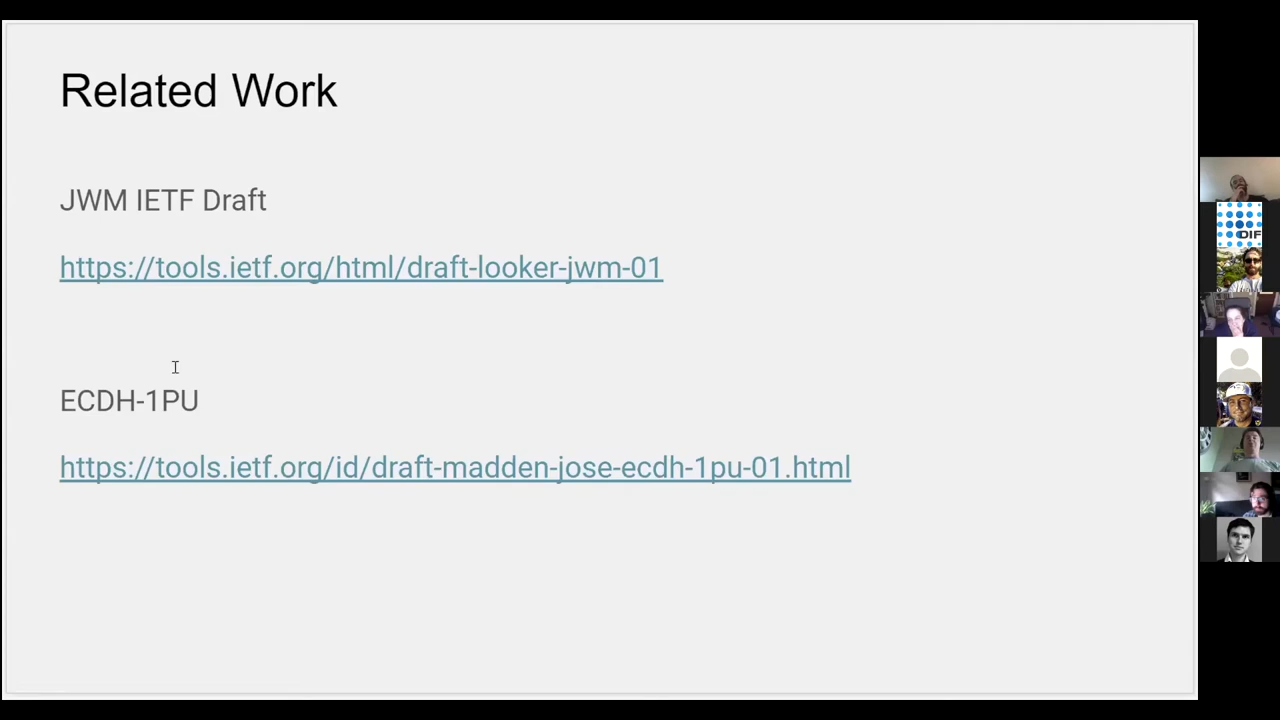 Related Work
JWM IETF Draft
https://tools.ietf.org/html/draft-looker-jwm-01
ECDH-1PU
https://tools.ietf.org/id/draft-madden-jose-ecdh-1pu-01.html
DIF